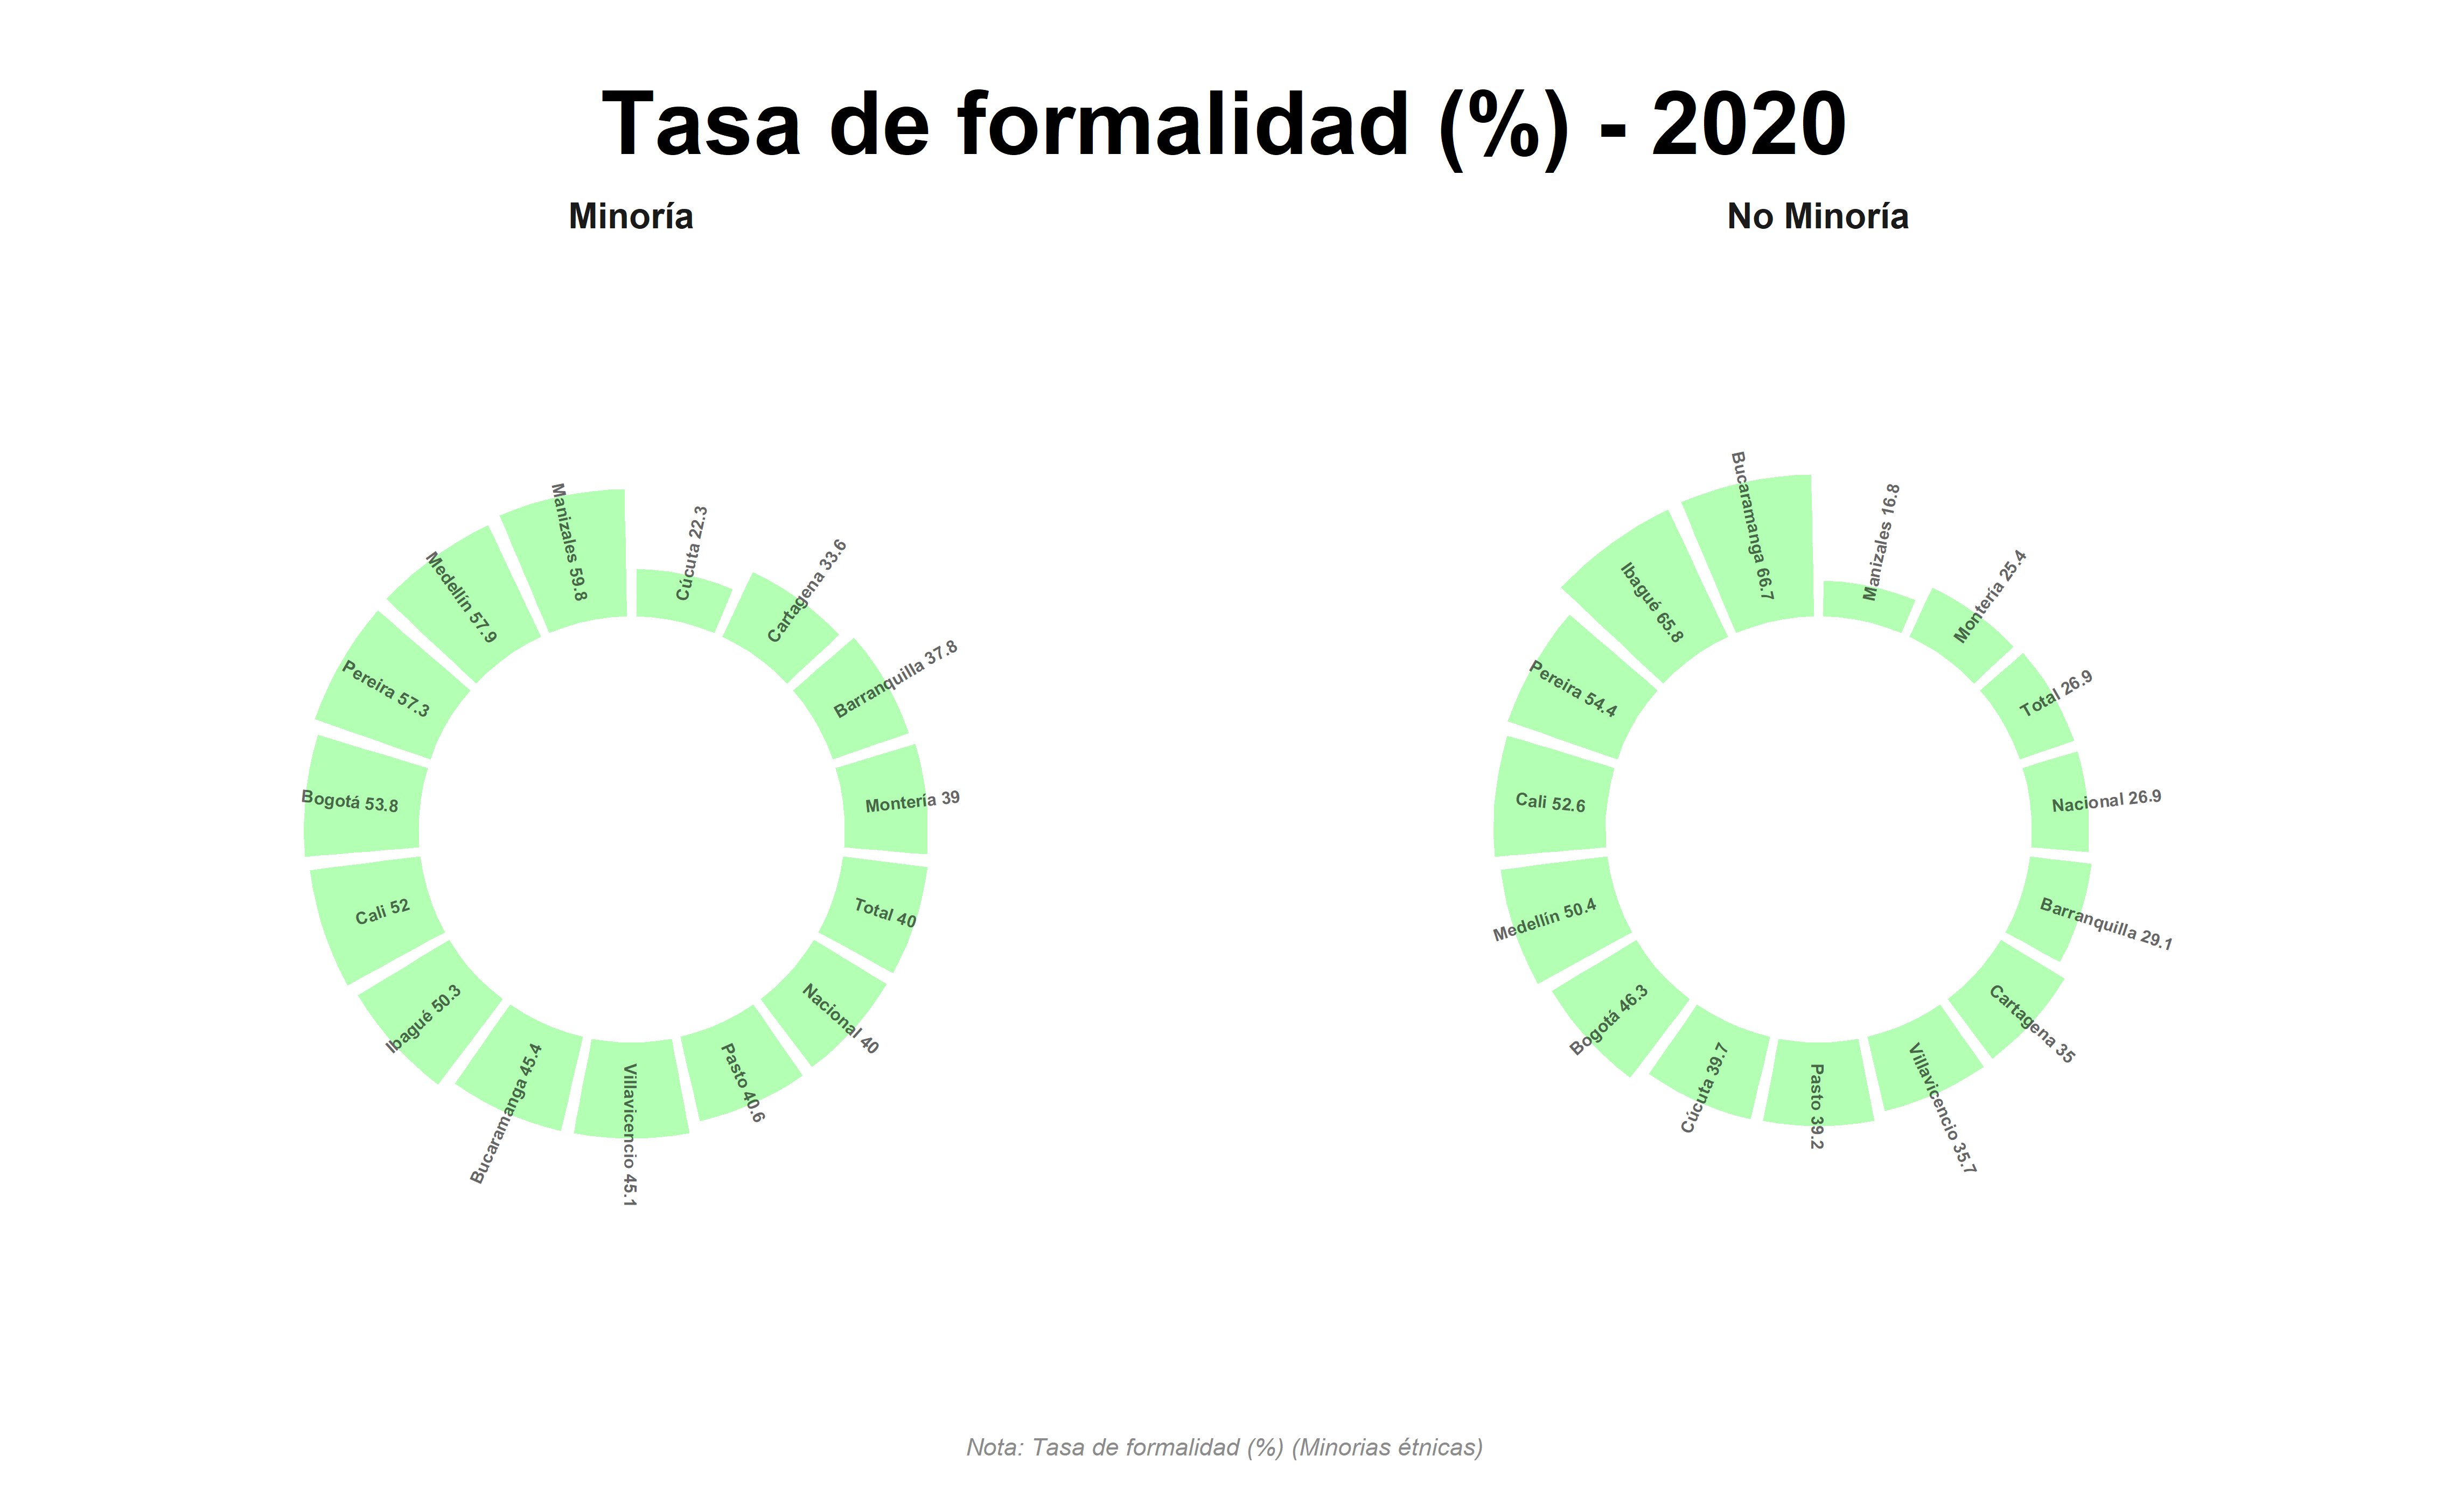 Tasa de formalidad (%) - 2020
Minoría
No Minoría
Cúcuta 22.3
Cartagena 33.6
Barranquilla 37.8
Montería 39
Total 40
Nacional 40
Pasto 40.6
Villavicencio 45.1
Bucaramanga 45.4
Ibagué 50.3
Cali 52
Bogotá 53.8
Pereira 57.3
Medellín 57.9
Manizales 59.8
Manizales 16.8
Montería 25.4
Total 26.9
Nacional 26.9
Barranquilla 29.1
Cartagena 35
Villavicencio 35.7
Pasto 39.2
Cúcuta 39.7
Bogotá 46.3
Medellín 50.4
Cali 52.6
Pereira 54.4
Ibagué 65.8
Bucaramanga 66.7
Nota: Tasa de formalidad (%) (Minorias étnicas)